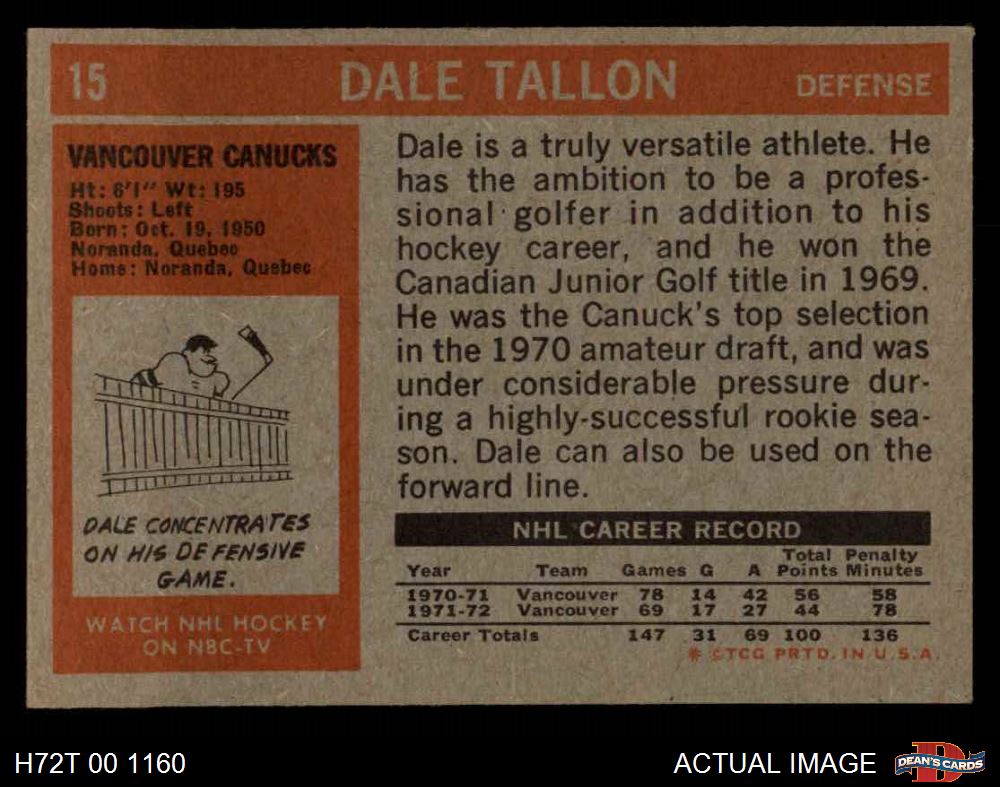 15 DALE TALLON DEFENSE
VANCOUVER CANUCKS
Ht: 6'1" Wt: 195
Shoots: Left
Born: Oct. 19, 1950
Noranda, Quebec
Home: Noranda, Quebec
DALE CONCENTRATES
ON HIS DEFENSIVE
GAME.
WATCH NHL HOCKEY
ON NBC-TV
Dale is a truly versatile athlete. He
has the ambition to be a profes-
sional golfer in addition to his
hockey career, and he won the
Canadian Junior Golf title in 1969.
He was the Canuck's top selection
in the 1970 amateur draft, and was
under considerable pressure dur-
ing a highly-successful rookie sea-
son. Dale can also be used on the
forward line.
NHL CAREER RECORD
Year Team Games G A Total Points Penalty Minutes
1970-71 Vancouver 78 14 42 56 58
1971-72 Vancouver 69 17 27 44 78
Career Totals 147 31 69 100 136
* ©TCG PRTD. IN U.S.A.
H72T 00 1160
ACTUAL IMAGE
D
DEAN'S CARDS